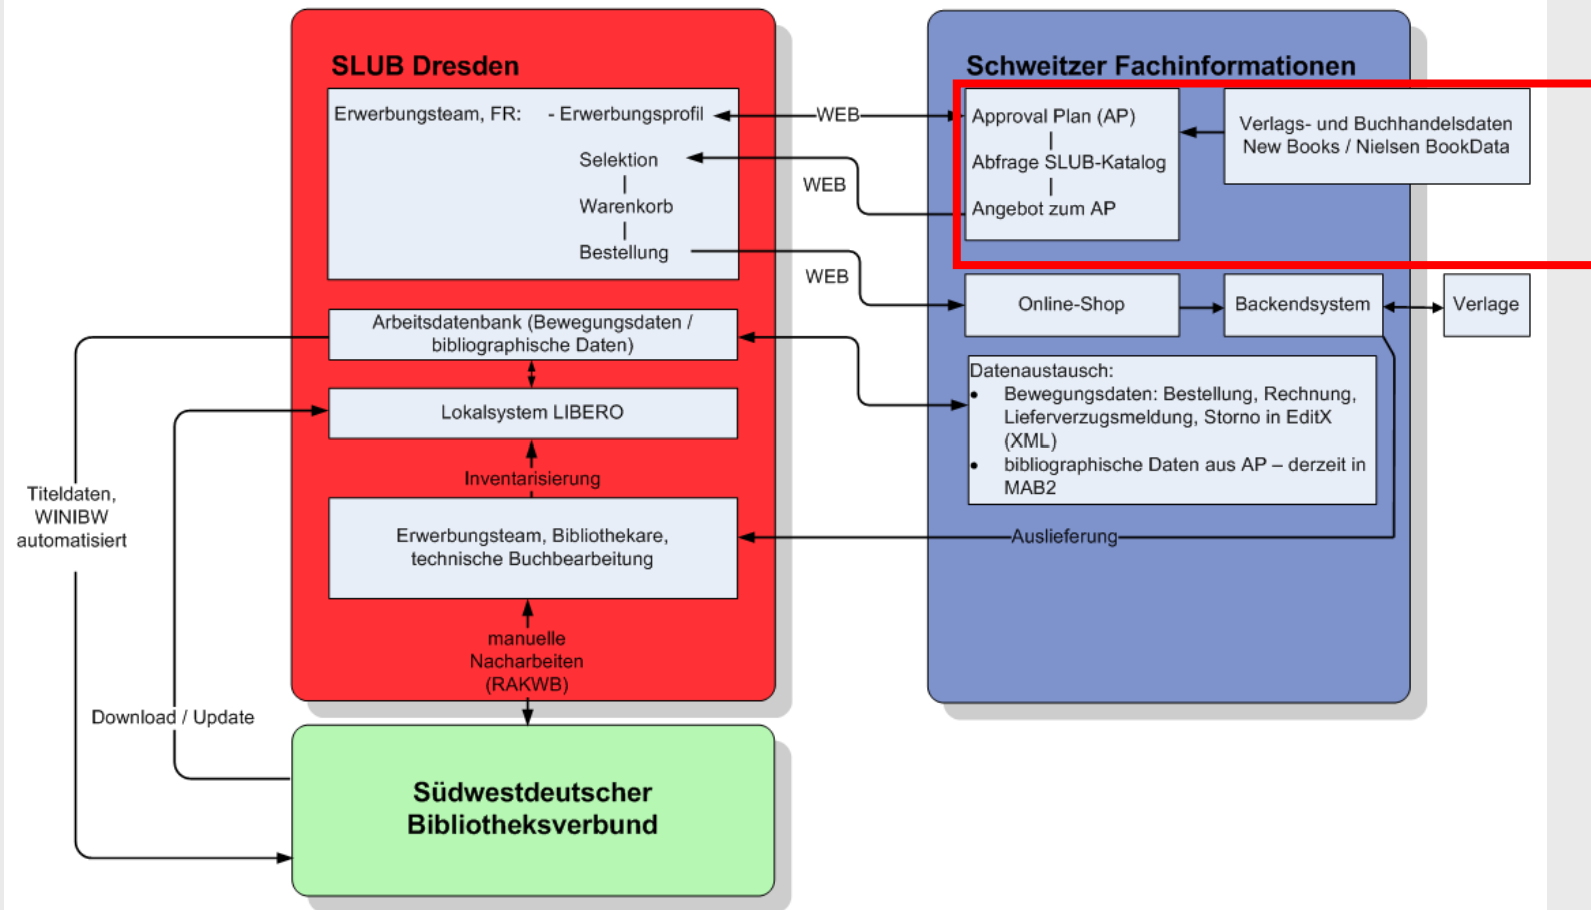 SLUB Dresden
Erwerbungsteam, FR: - Erwerbungsprofil
Selektion
Warenkorb
Bestellung
Arbeitsdatenbank (Bewegungsdaten /
bibliographische Daten)
Lokalsystem LIBERO
Inventarisierung
Erwerbungsteam, Bibliothekare,
technische Buchbearbeitung
manuelle
Nacharbeiten
(RAKWB)
WEB
WEB
WEB
Schweitzer Fachinformationen
Approval Plan (AP)
Abfrage SLUB-Katalog
Angebot zum AP
Verlags- und Buchhandelsdaten
New Books / Nielsen BookData
Online-Shop
Backendsystem
Verlage
Datenaustausch:
• Bewegungsdaten: Bestellung, Rechnung,
Lieferverzugsmeldung, Storno in EditX
(XML)
• bibliographische Daten aus AP – derzeit in
MAB2
Auslieferung
Titeldaten,
WINIBW
automatisiert
Download / Update
Südwestdeutscher
Bibliotheksverbund